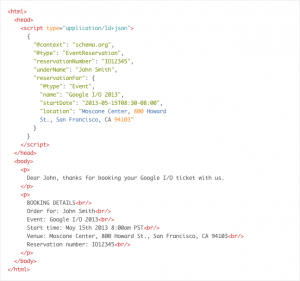 <html>
<head>
<script type="application/ld+json">
{
"@context": "schema.org",
"@type": "EventReservation",
"reservationNumber": "IO12345",
"underName": "John Smith",
"reservationFor": {
"@type": "Event",
"name": "Google I/O 2013",
"startDate": "2013-05-15T08:30-08:00",
"location": "Moscone Center, 800 Howard
St., San Francisco, CA 94103"
}
}
</script>
</head>
<body>
<p>
Dear John, thanks for booking your Google I/O ticket with us.
</p>
<p>
BOOKING DETAILS<br/>
Order for: John Smith<br/>
Event: Google I/O 2013<br/>
Start time: May 15th 2013 8:00am PST<br/>
Venue: Moscone Center, 800 Howard St., San Francisco, CA 94103<br/>
Reservation number: IO12345<br/>
</p>
</body>
</html>